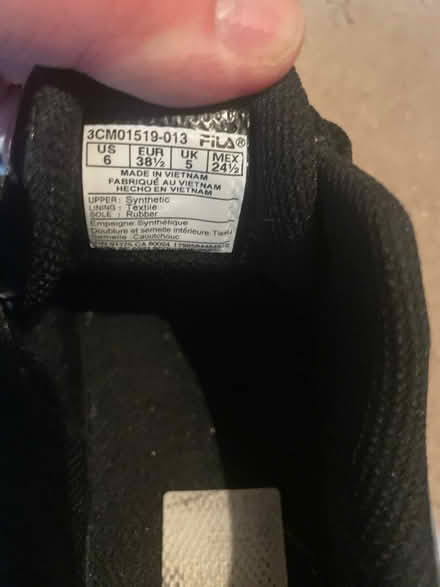 3CM01519-013 FILA®
US EUR UK MEX
6 38½ 5 24½
MADE IN VIETNAM
FABRIQUÉ AU VIETNAM
HECHO EN VIETNAM
UPPER: Synthetic
LINING: Textile
SOLE: Rubber
Empeigne: Synthétique
Doublure et semelle intérieure:
Semelle: Caoutchouc